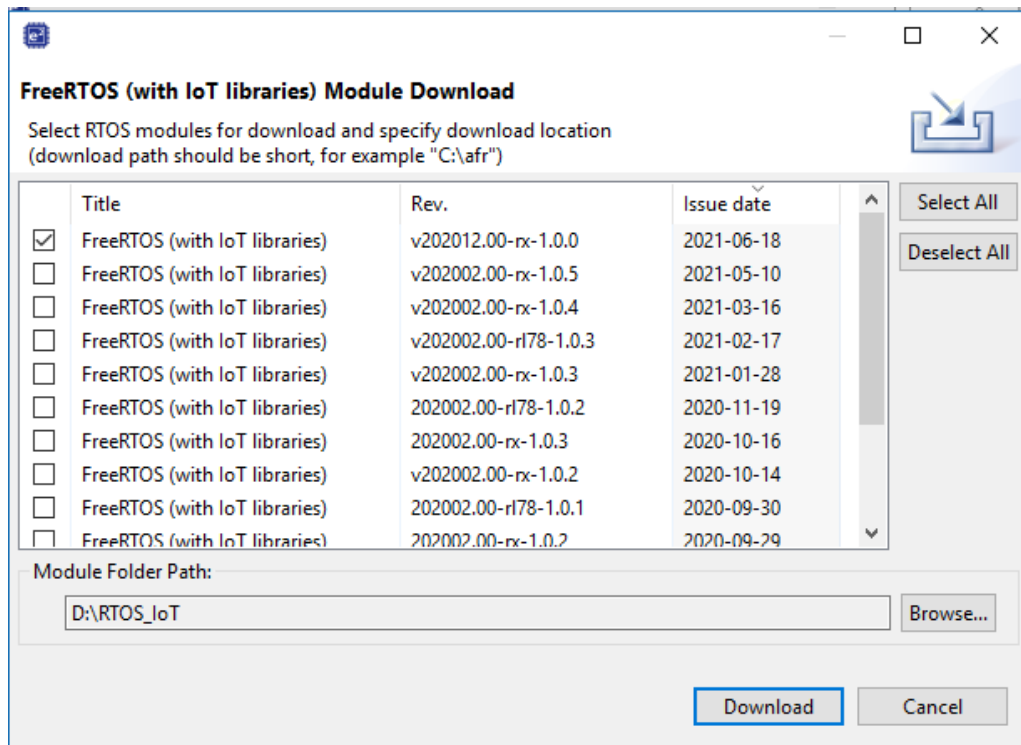 FreeRTOS (with IoT libraries) Module Download
Select RTOS modules for download and specify download location
(download path should be short, for example "C:\afr")
Title Rev. Issue date
Select All
FreeRTOS (with IoT libraries) v202012.00-rx-1.0.0 2021-06-18
Deselect All
FreeRTOS (with IoT libraries) v202002.00-rx-1.0.5 2021-05-10
FreeRTOS (with IoT libraries) v202002.00-rx-1.0.4 2021-03-16
FreeRTOS (with IoT libraries) v202002.00-rl78-1.0.3 2021-02-17
FreeRTOS (with IoT libraries) v202002.00-rx-1.0.3 2021-01-28
FreeRTOS (with IoT libraries) 202002.00-rl78-1.0.2 2020-11-19
FreeRTOS (with IoT libraries) 202002.00-rx-1.0.3 2020-10-16
FreeRTOS (with IoT libraries) v202002.00-rx-1.0.2 2020-10-14
FreeRTOS (with IoT libraries) 202002.00-rl78-1.0.1 2020-09-30
FreeRTOS (with IoT libraries) 202002.00-rx-1.0.2 2020-09-29
Module Folder Path:
D:\RTOS_IoT
Browse...
Download
Cancel